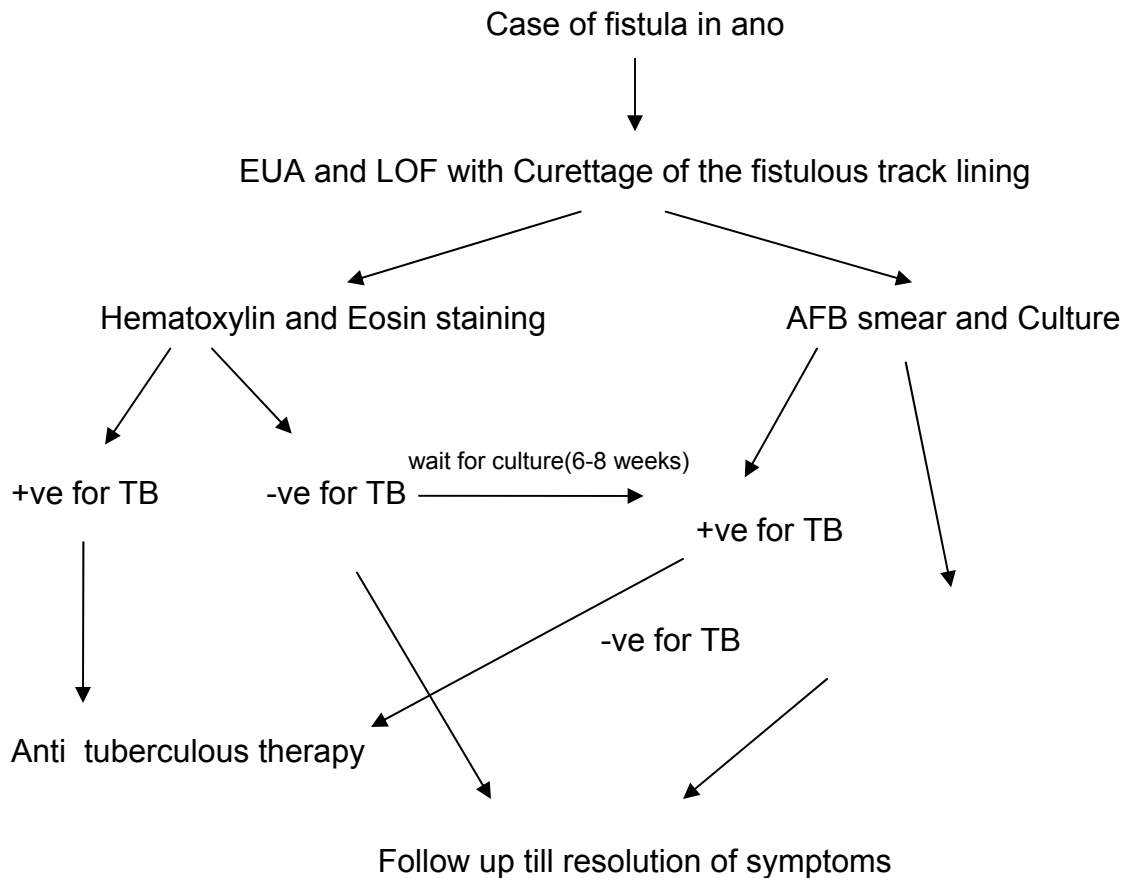 Case of fistula in ano
EUA and LOF with Curettage of the fistulous track lining
Hematoxylin and Eosin staining
AFB smear and Culture
wait for culture(6-8 weeks)
+ve for TB
-ve for TB
+ve for TB
-ve for TB
Anti tuberculous therapy
Follow up till resolution of symptoms